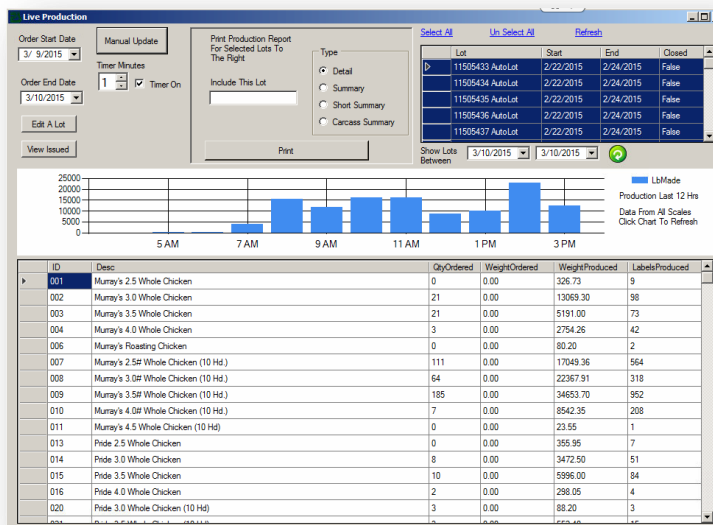 Live Production
Order Start Date
3/ 9/2015
Manual Update
Order End Date
3/10/2015
Timer Minutes
1
Timer On
Edit A Lot
View Issued
Print Production Report
For Selected Lots To
The Right
Include This Lot
Type
Detail
Summary
Short Summary
Carcass Summary
Print
Select All Un Select All Refresh
Lot Start End Closed
11505433 AutoLot 2/22/2015 2/24/2015 False
11505434 AutoLot 2/22/2015 2/24/2015 False
11505435 AutoLot 2/22/2015 2/24/2015 False
11505436 AutoLot 2/22/2015 2/24/2015 False
11505437 AutoLot 2/22/2015 2/24/2015 False
Show Lots
Between
3/10/2015 3/10/2015
25000
20000
15000
10000
5000
0
5 AM 7 AM 9 AM 11 AM 1 PM 3 PM
LbMade
Production Last 12 Hrs
Data From All Scales
Click Chart To Refresh
ID Desc QtyOrdered WeightOrdered WeightProduced LabelsProduced
001 Murray's 2.5 Whole Chicken 0 0.00 326.73 9
002 Murray's 3.0 Whole Chicken 21 0.00 13069.30 98
003 Murray's 3.5 Whole Chicken 21 0.00 5191.00 73
004 Murray's 4.0 Whole Chicken 3 0.00 2754.26 42
006 Murray's Roasting Chicken 0 0.00 80.20 2
007 Murray's 2.5# Whole Chicken (10 Hd.) 111 0.00 17049.36 564
008 Murray's 3.0# Whole Chicken (10 Hd.) 64 0.00 22367.91 318
009 Murray's 3.5# Whole Chicken (10 Hd.) 185 0.00 34653.70 952
010 Murray's 4.0# Whole Chicken (10 Hd.) 7 0.00 8542.35 208
011 Murray's 4.5 Whole Chicken (10 Hd) 0 0.00 23.55 1
013 Pride 2.5 Whole Chicken 0 0.00 355.95 7
014 Pride 3.0 Whole Chicken 8 0.00 3472.50 51
015 Pride 3.5 Whole Chicken 10 0.00 5996.00 84
016 Pride 4.0 Whole Chicken 2 0.00 298.05 4
020 Pride 3.0 Whole Chicken (10 Hd) 3 0.00 88.20 3